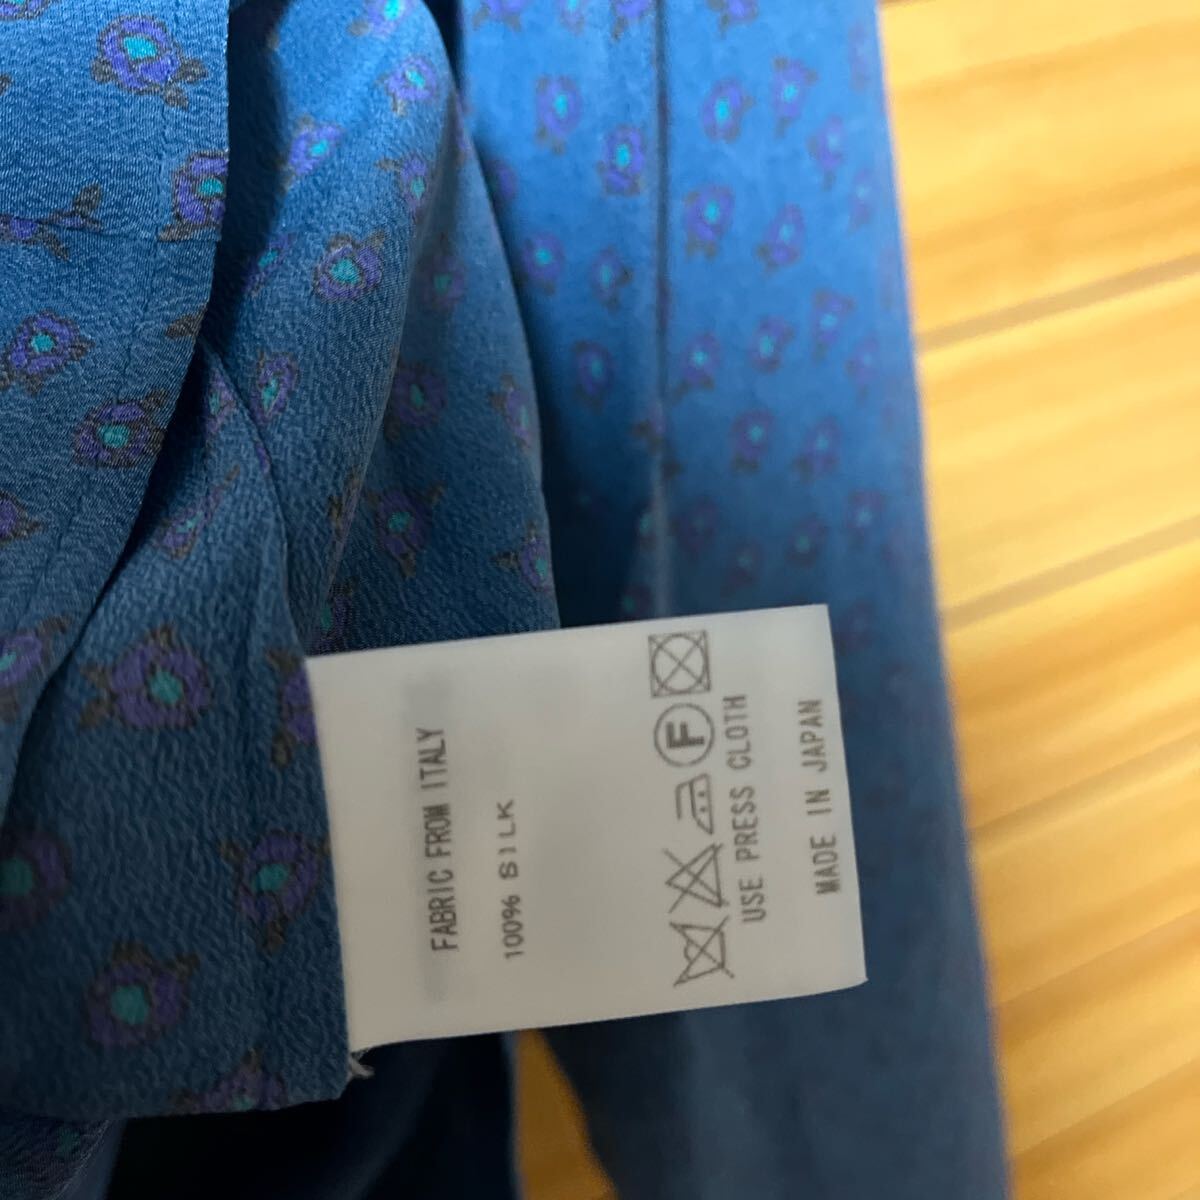 FABRIC FROM ITALY
100% SILK
F
USE PRESS CLOTH
MADE IN JAPAN